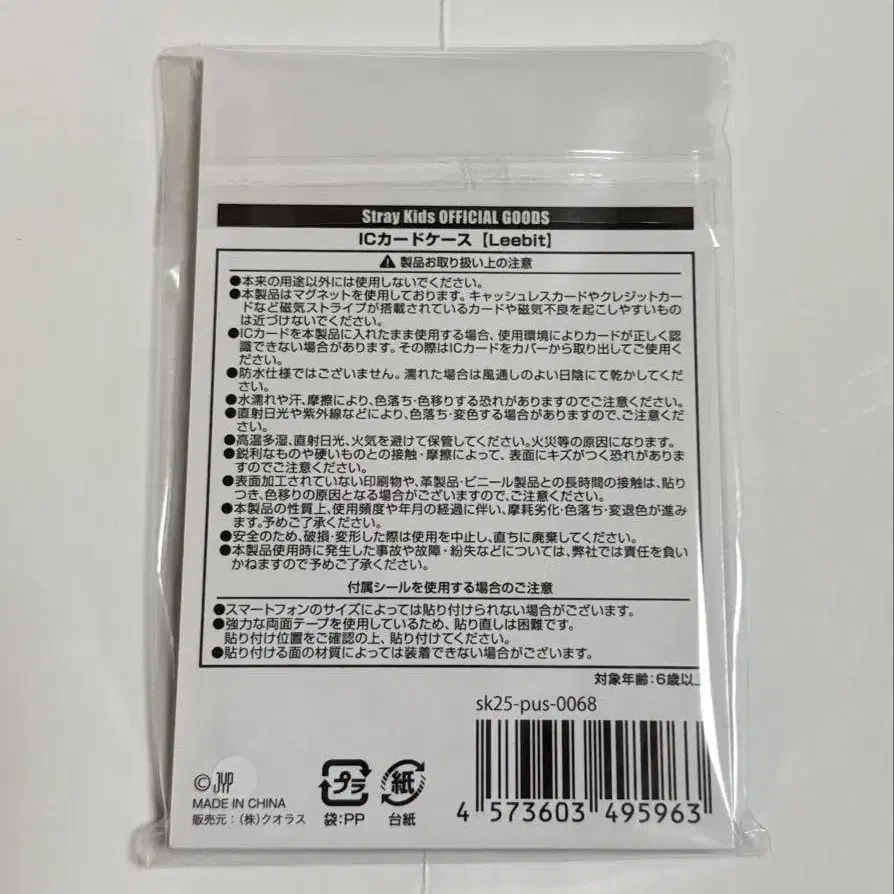 Stray Kids OFFICIAL GOODS
ICカードケース【Leebit】
⚠ 製品お取り扱い上の注意
●本来の用途以外には使用しないでください。
●本製品はマグネットを使用しております。キャッシュレスカードやクレジットカー
ドなど磁気ストライプが搭載されているカードや磁気不良を起こしやすいもの
は近づけないでください。
●ICカードを本製品に入れたまま使用する場合、使用環境によりカードが正しく認
識できない場合があります。その際はICカードをカバーから取り出してご使用く
ださい。
●防水仕様ではございません。濡れた場合は風通しのよい日陰にて乾かしてくだ
さい。
●水濡れや汗、摩擦により、色落ち・色移りする恐れがありますのでご注意ください。
●直射日光や紫外線などにより、色落ち・変色する場合がありますので、ご注意く
ださい。
●高温多湿、直射日光、火気を避けて保管してください。火災等の原因になります。
●鋭利なものや硬いものとの接触・摩擦によって、表面にキズがつく恐れがありま
すのでご注意ください。
●表面加工されていない印刷物や、革製品・ビニール製品との長時間の接触は、貼り
つき、色移りの原因となる場合がございますので、ご注意ください。
●本製品の性質上、使用頻度や年月の経過に伴い、摩耗劣化・色落ち・変退色が進み
ます。予めご了承ください。
●安全のため、破損・変形した際は使用を中止し、直ちに廃棄してください。
●本製品使用時に発生した事故や故障・紛失などについては、弊社では責任を負い
かねますので予めご了承ください。
付属シールを使用する場合のご注意
●スマートフォンのサイズによっては貼り付けられない場合がございます。
●強力な両面テープを使用しているため、貼り直しは困難です。
貼り付け位置をご確認の上、貼り付けてください。
●貼り付ける面の材質によっては装着できない場合がございます。
対象年齢:6歳以上
sk25-pus-0068
© JYP
MADE IN CHINA
販売元:(株)クオラス
プラ
袋:PP
紙
台紙
4 573603 495963